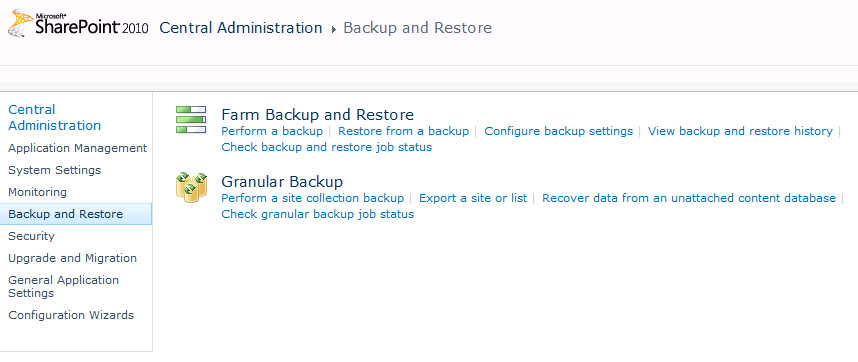 Microsoft®
SharePoint® 2010 Central Administration Backup and Restore
Central
Administration
Application Management
System Settings
Monitoring
Backup and Restore
Security
Upgrade and Migration
General Application
Settings
Configuration Wizards
Farm Backup and Restore
Perform a backup | Restore from a backup | Configure backup settings | View backup and restore history |
Check backup and restore job status
Granular Backup
Perform a site collection backup | Export a site or list | Recover data from an unattached content database |
Check granular backup job status